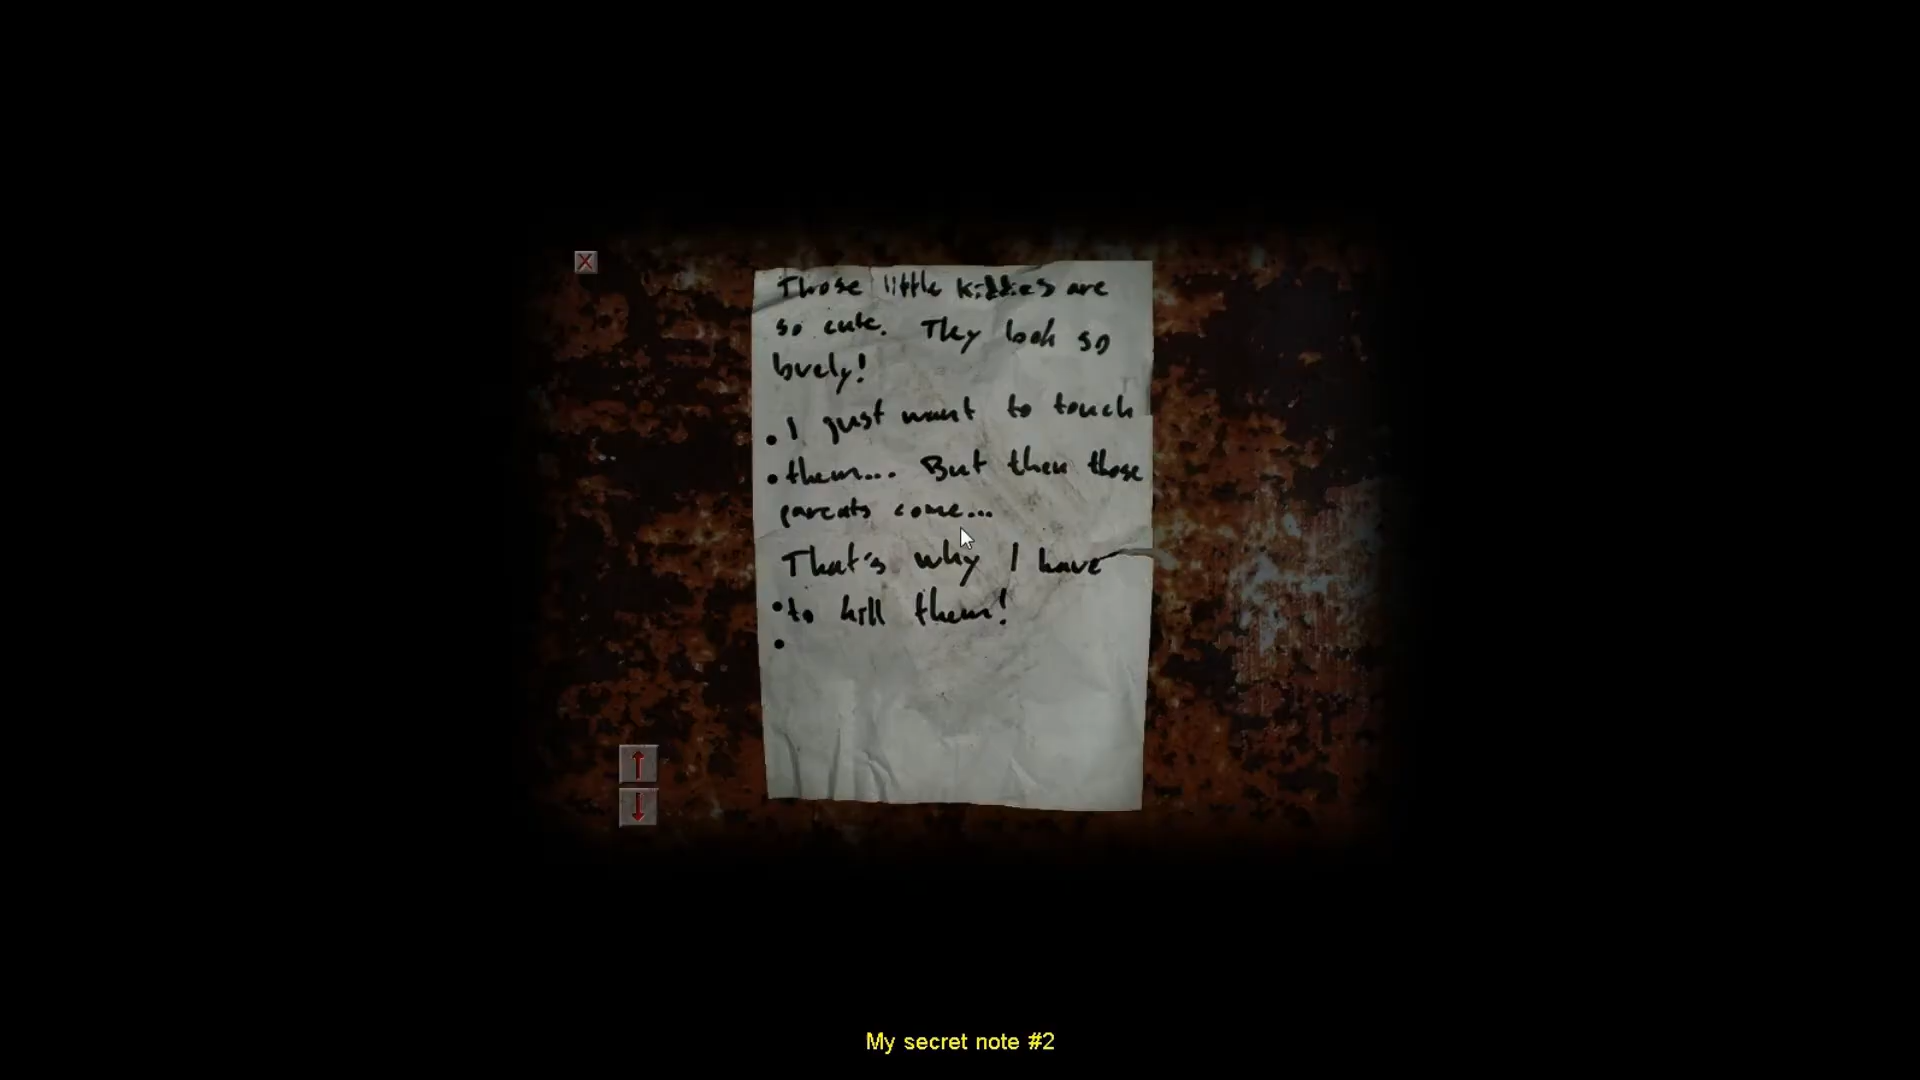 Those little kiddies are
so cute. They look so
lovely!
I just want to touch
them... But then those
parents come...
That's why I have
to kill them!
My secret note #2